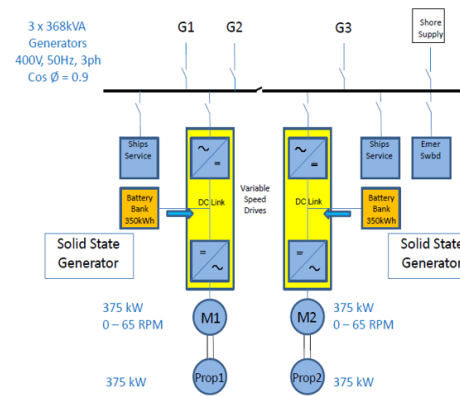 3 x 368kVA
Generators
400V, 50Hz, 3ph
Cos Ø = 0.9
G1
G2
G3
Shore
Supply
Ships
Service
Battery
Bank
350kWh
~
=
DC Link
=
~
Variable
Speed
Drives
~
=
DC Link
=
~
Ships
Service
Emer
Swbd
Battery
Bank
350kWh
Solid State
Generator
Solid State
Generator
375 kW
0 – 65 RPM
M1
M2
375 kW
0 – 65 RPM
375 kW
Prop1
Prop2
375 kW